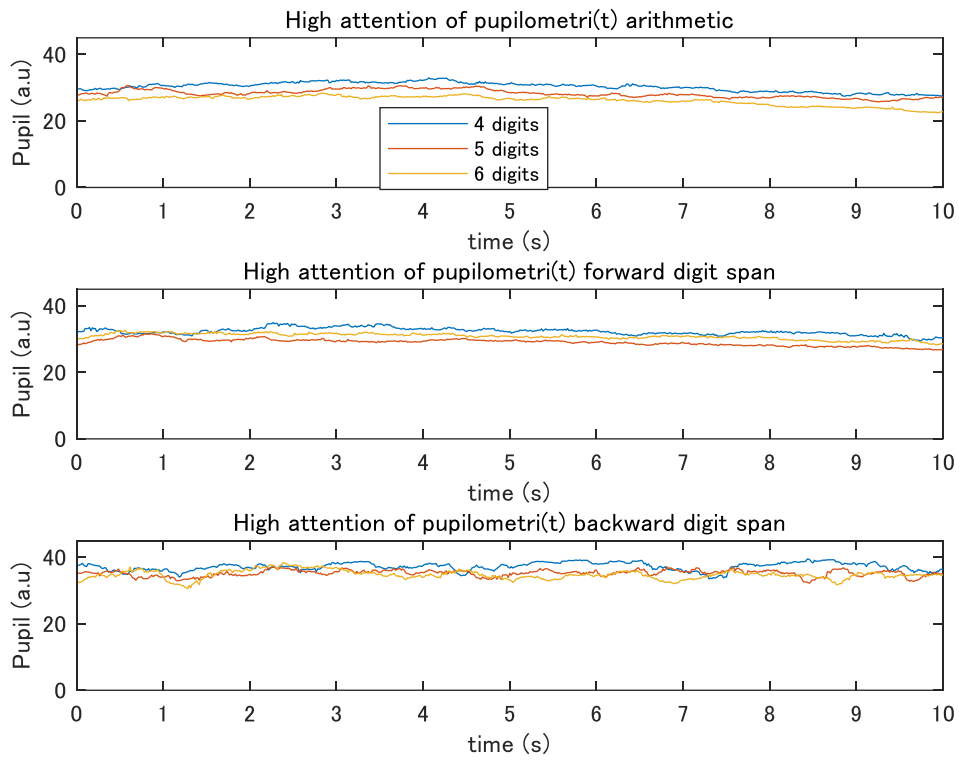 High attention of pupilometri(t) arithmetic
40
20
0
Pupil (a.u)
4 digits
5 digits
6 digits
0 1 2 3 4 5 6 7 8 9 10
time (s)
High attention of pupilometri(t) forward digit span
40
20
0
Pupil (a.u)
0 1 2 3 4 5 6 7 8 9 10
time (s)
High attention of pupilometri(t) backward digit span
40
20
0
Pupil (a.u)
0 1 2 3 4 5 6 7 8 9 10
time (s)